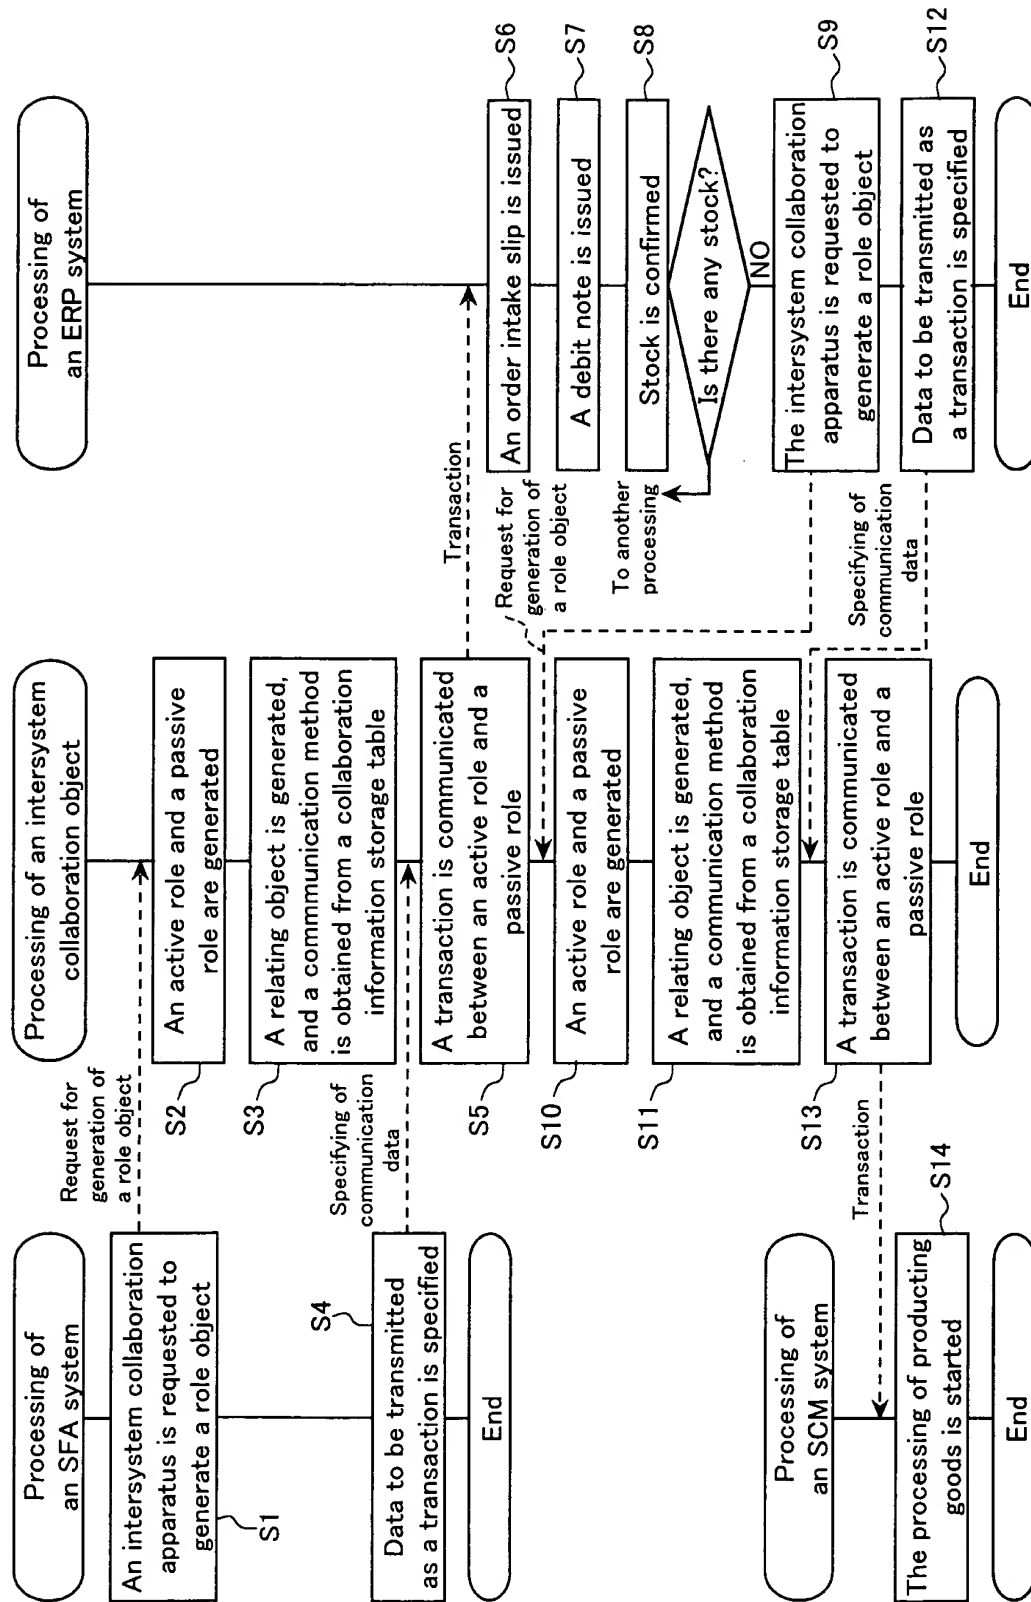 Processing of
an SFA system
An intersystem collaboration
apparatus is requested to
generate a role object
S1
S4
Data to be transmitted
as a transaction is specified
End
Processing of
an SCM system
The processing of producting
goods is started
S14
End
Request for
generation of
a role object
Specifying of
communication
data
Transaction
Processing of an intersystem
collaboration object
An active role and a passive
role are generated
S2
A relating object is generated,
and a communication method
is obtained from a collaboration
information storage table
S3
A transaction is communicated
between an active role and a
passive role
S5
An active role and a passive
role are generated
S10
A relating object is generated,
and a communication method
is obtained from a collaboration
information storage table
S11
A transaction is communicated
between an active role and a
passive role
S13
End
Transaction
Request for
generation of
a role object
To another
processing
Specifying of
communication
data
Processing of
an ERP system
An order intake slip is issued
S6
A debit note is issued
S7
Stock is confirmed
S8
Is there any stock?
NO
The intersystem collaboration
apparatus is requested to
generate a role object
S9
Data to be transmitted as
a transaction is specified
S12
End